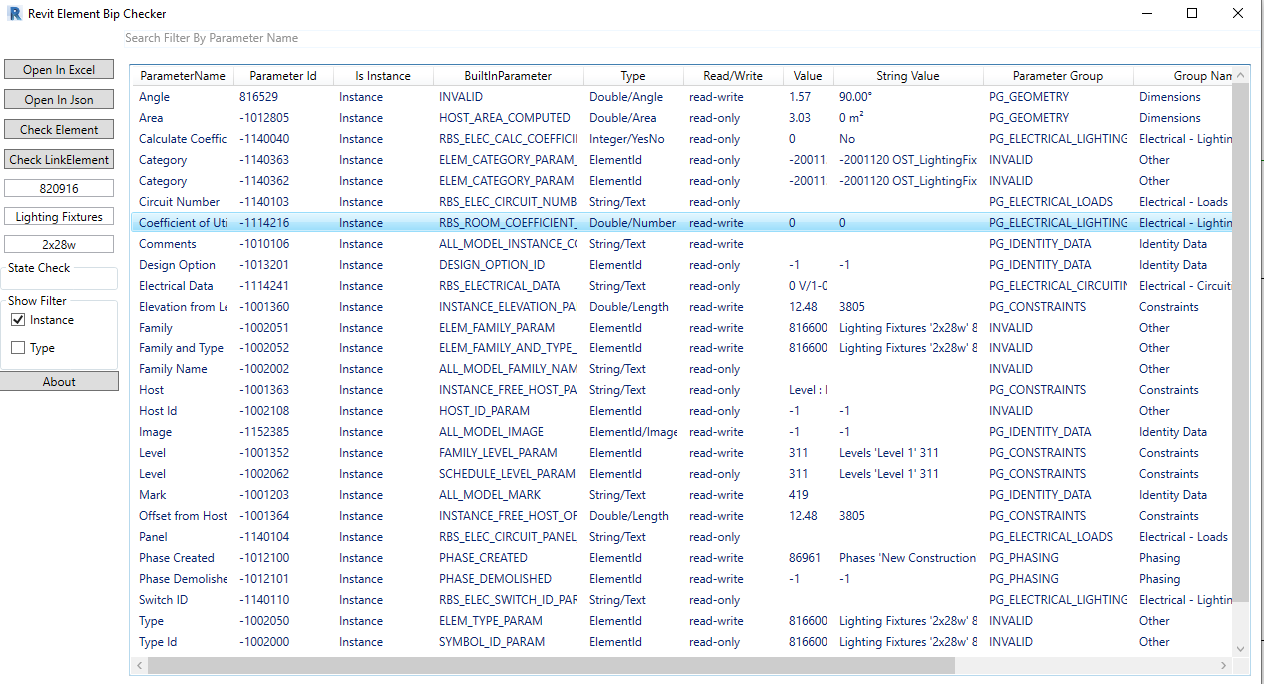 Revit Element Bip Checker
Search Filter By Parameter Name
Open In Excel
Open In Json
Check Element
Check LinkElement
820916
Lighting Fixtures
2x28w
State Check
Show Filter
Instance
Type
About
ParameterName Parameter Id Is Instance BuiltInParameter Type Read/Write Value String Value Parameter Group Group Nam
Angle 816529 Instance INVALID Double/Angle read-write 1.57 90.00° PG_GEOMETRY Dimensions
Area -1012805 Instance HOST_AREA_COMPUTED Double/Area read-only 3.03 0 m² PG_GEOMETRY Dimensions
Calculate Coeffic -1140040 Instance RBS_ELEC_CALC_COEFFICI Integer/YesNo read-write 0 No PG_ELECTRICAL_LIGHTING Electrical - Lightin
Category -1140363 Instance ELEM_CATEGORY_PARAM_ ElementId read-only -20011 -2001120 OST_LightingFix INVALID Other
Category -1140362 Instance ELEM_CATEGORY_PARAM ElementId read-only -20011 -2001120 OST_LightingFix INVALID Other
Circuit Number -1140103 Instance RBS_ELEC_CIRCUIT_NUMB String/Text read-only PG_ELECTRICAL_LOADS Electrical - Loads
Coefficient of Uti -1114216 Instance RBS_ROOM_COEFFICIENT_ Double/Number read-write 0 0 PG_ELECTRICAL_LIGHTING Electrical - Lightin
Comments -1010106 Instance ALL_MODEL_INSTANCE_CO String/Text read-write PG_IDENTITY_DATA Identity Data
Design Option -1013201 Instance DESIGN_OPTION_ID ElementId read-only -1 -1 PG_IDENTITY_DATA Identity Data
Electrical Data -1114241 Instance RBS_ELECTRICAL_DATA String/Text read-only 0 V/1-0 PG_ELECTRICAL_CIRCUITIN Electrical - Circuiti
Elevation from Le -1001360 Instance INSTANCE_ELEVATION_PA Double/Length read-write 12.48 3805 PG_CONSTRAINTS Constraints
Family -1002051 Instance ELEM_FAMILY_PARAM ElementId read-write 816600 Lighting Fixtures '2x28w' 8 INVALID Other
Family and Type -1002052 Instance ELEM_FAMILY_AND_TYPE_ ElementId read-write 816600 Lighting Fixtures '2x28w' 8 INVALID Other
Family Name -1002002 Instance ALL_MODEL_FAMILY_NAM String/Text read-only INVALID Other
Host -1001363 Instance INSTANCE_FREE_HOST_PA String/Text read-only Level : l PG_CONSTRAINTS Constraints
Host Id -1002108 Instance HOST_ID_PARAM ElementId read-only -1 -1 INVALID Other
Image -1152385 Instance ALL_MODEL_IMAGE ElementId/Image read-write -1 -1 PG_IDENTITY_DATA Identity Data
Level -1001352 Instance FAMILY_LEVEL_PARAM ElementId read-write 311 Levels 'Level 1' 311 PG_CONSTRAINTS Constraints
Level -1002062 Instance SCHEDULE_LEVEL_PARAM ElementId read-only 311 Levels 'Level 1' 311 PG_CONSTRAINTS Constraints
Mark -1001203 Instance ALL_MODEL_MARK String/Text read-write 419 PG_IDENTITY_DATA Identity Data
Offset from Host -1001364 Instance INSTANCE_FREE_HOST_OF Double/Length read-write 12.48 3805 PG_CONSTRAINTS Constraints
Panel -1140104 Instance RBS_ELEC_CIRCUIT_PANEL String/Text read-only PG_ELECTRICAL_LOADS Electrical - Loads
Phase Created -1012100 Instance PHASE_CREATED ElementId read-write 86961 Phases 'New Construction PG_PHASING Phasing
Phase Demolishe -1012101 Instance PHASE_DEMOLISHED ElementId read-write -1 -1 PG_PHASING Phasing
Switch ID -1140110 Instance RBS_ELEC_SWITCH_ID_PAR String/Text read-only PG_ELECTRICAL_LIGHTING Electrical - Lightin
Type -1002050 Instance ELEM_TYPE_PARAM ElementId read-write 816600 Lighting Fixtures '2x28w' 8 INVALID Other
Type Id -1002000 Instance SYMBOL_ID_PARAM ElementId read-only 816600 Lighting Fixtures '2x28w' 8 INVALID Other